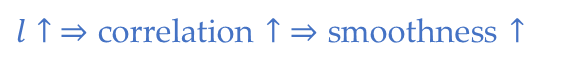 l ↑ ⇒ correlation ↑ ⇒ smoothness ↑